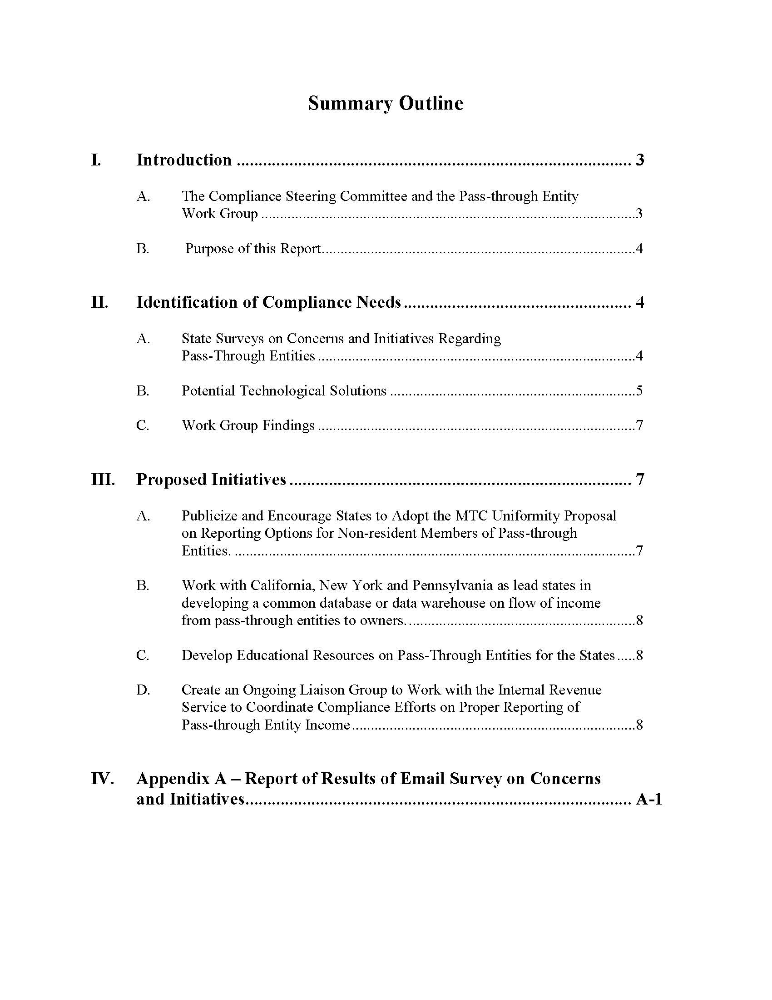 Summary Outline
I. Introduction ........................................................................................... 3
A. The Compliance Steering Committee and the Pass-through Entity
Work Group ...................................................................................................3
B. Purpose of this Report...................................................................................4
II. Identification of Compliance Needs .................................................... 4
A. State Surveys on Concerns and Initiatives Regarding
Pass-Through Entities ....................................................................................4
B. Potential Technological Solutions .................................................................5
C. Work Group Findings ....................................................................................7
III. Proposed Initiatives .............................................................................. 7
A. Publicize and Encourage States to Adopt the MTC Uniformity Proposal
on Reporting Options for Non-resident Members of Pass-through
Entities. ..........................................................................................................7
B. Work with California, New York and Pennsylvania as lead states in
developing a common database or data warehouse on flow of income
from pass-through entities to owners.............................................................8
C. Develop Educational Resources on Pass-Through Entities for the States .....8
D. Create an Ongoing Liaison Group to Work with the Internal Revenue
Service to Coordinate Compliance Efforts on Proper Reporting of
Pass-through Entity Income...........................................................................8
IV. Appendix A – Report of Results of Email Survey on Concerns
and Initiatives........................................................................................ A-1